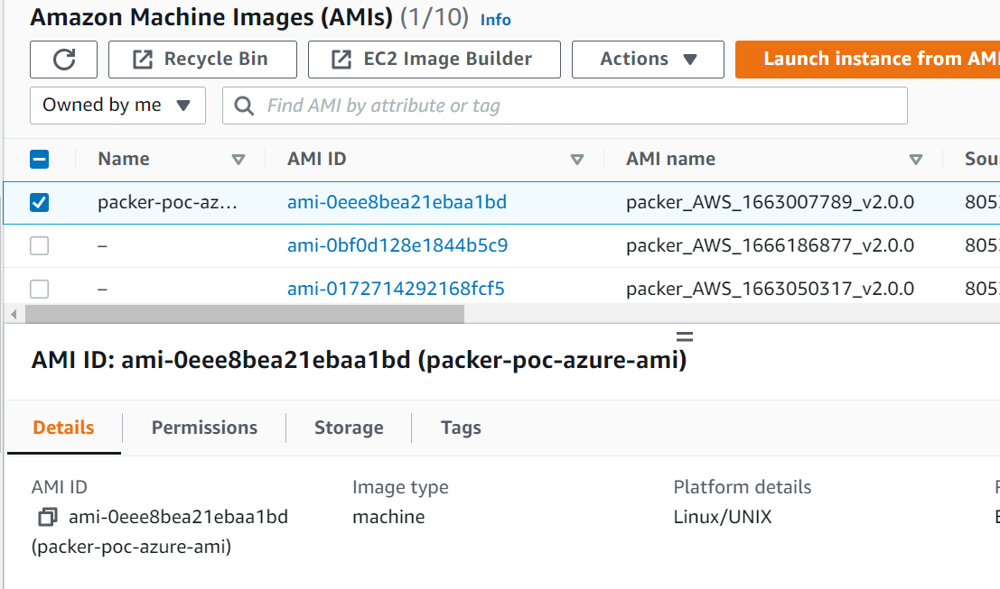 Amazon Machine Images (AMIs) (1/10) Info
Recycle Bin EC2 Image Builder Actions Launch instance from AMI
Owned by me Find AMI by attribute or tag
Name AMI ID AMI name
packer-poc-az... ami-0eee8bea21ebaa1bd packer_AWS_1663007789_v2.0.0 805
– ami-0bf0d128e1844b5c9 packer_AWS_1666186877_v2.0.0 805
– ami-0172714292168fcf5 packer_AWS_1663050317_v2.0.0 805
AMI ID: ami-0eee8bea21ebaa1bd (packer-poc-azure-ami)
Details Permissions Storage Tags
AMI ID Image type Platform details
ami-0eee8bea21ebaa1bd machine Linux/UNIX
(packer-poc-azure-ami)